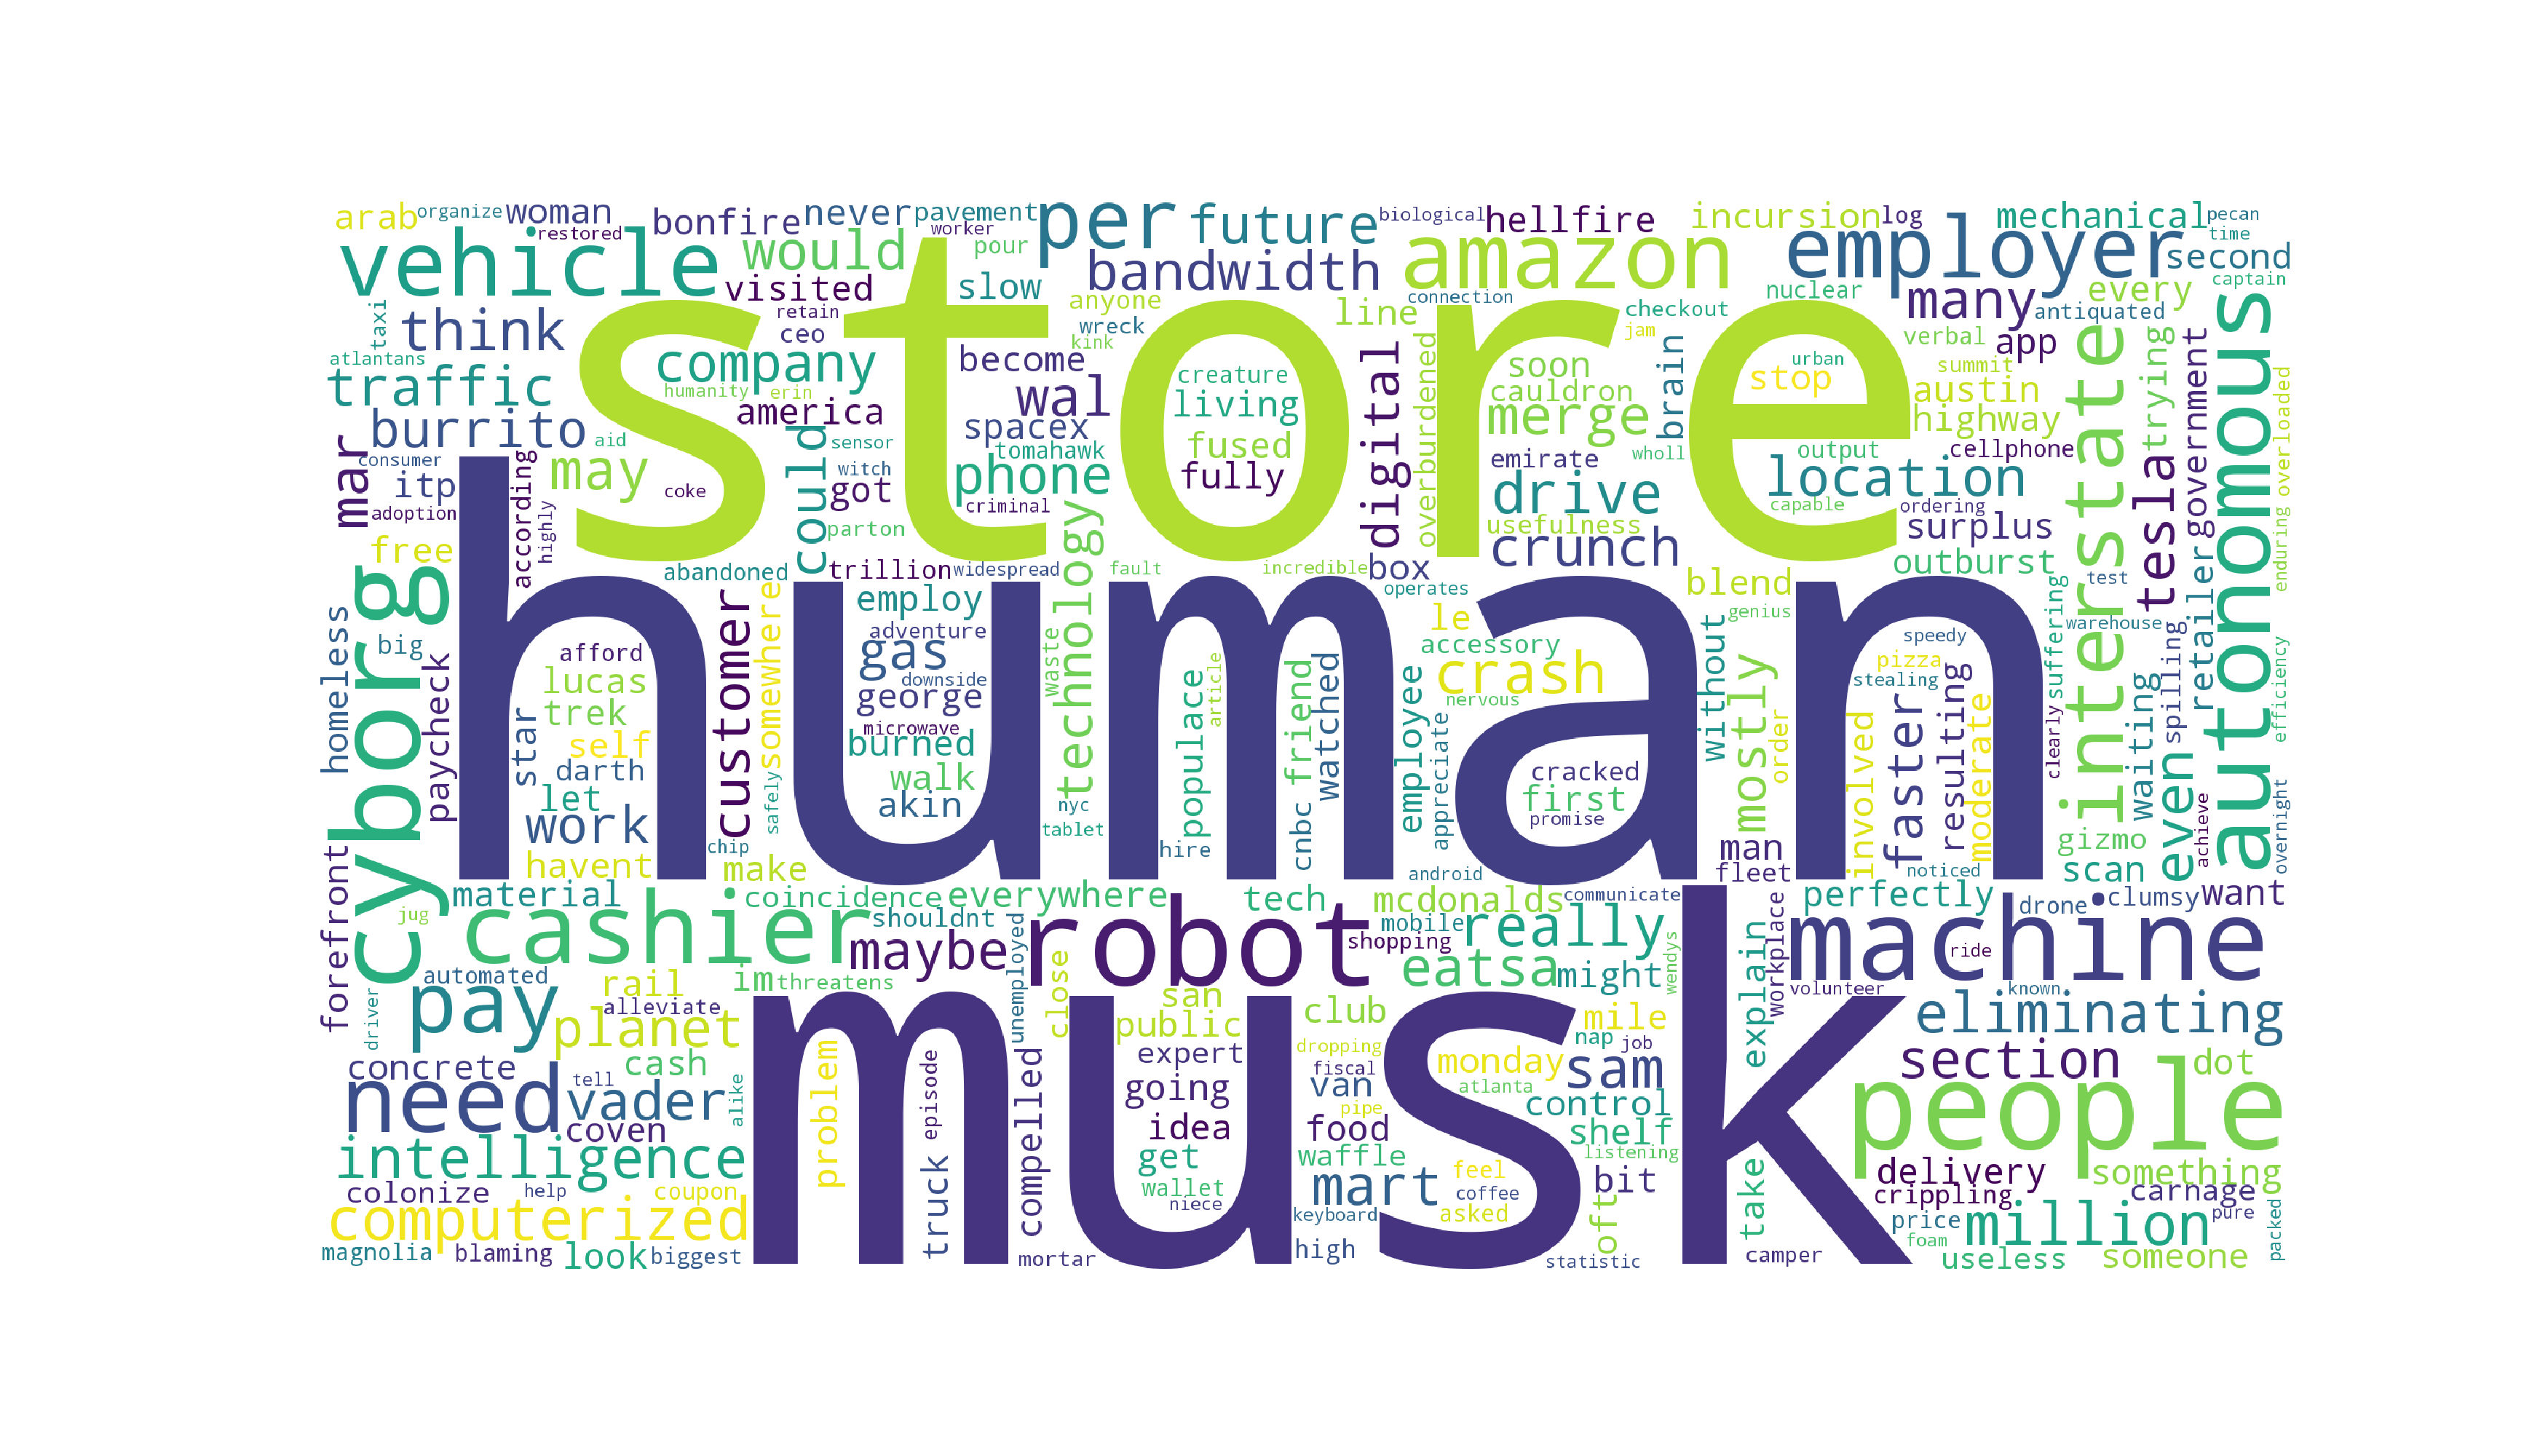 arab organize woman bonfire never pavement per future biological hellfire incursion log mechanical pecan
restored worker pour time
vehicle would visited slow bandwidth amazon employer second
taxi think retain ceo anyone wreck kink line connection checkout nuclear many every antiquated captain
atlantans traffic company become jam verbal app
store
humanity erin america wal creature living fused fully soon cauldron merge brain urban stop summit austin highway trying government autonomous
burrito aid could sensor spacex tomahawk digital overburdened emirate wholl output cellphone interstate enduring overloaded
consumer mar itp may coke witch got phone criminal drive usefulness location capable ordering tesla
adoption free according highly parton technology crunch surplus
abandoned trillion widespread fault incredible box outburst retailer test
human
cyborg homeless big afford customer somewhere employ adventure operates le blend genius suffering warehouse
paycheck lucas trek star self darth let work gas downside george microwave burned walk akin waste article accessory crash nervous without speedy pizza stealing
safely nyc tablet populace cnbc friend watched employee appreciate cracked first promise mostly order involved faster resulting moderate clearly waiting spilling even efficiency
forefront havent chip make hire android man fleet noticed gizmo scan achieve overnight
material coincidence everywhere tech mcdonalds communicate perfectly drone clumsy want
jug cashier shouldnt maybe robot mobile shopping really machine ride
automated rail im threatens unemployed eatsa might wendys explain workplace volunteer known
musk
driver pay alleviate planet close san public club mile eliminating
concrete cash problem episode expert dropping fiscal monday nap job section dot
need tell vader alike compelled going van atlanta sam control people
coven idea pipe food shelf
intelligence truck get waffle feel listening take delivery something
colonize help coupon wallet niece mart coffee bit crippling carnage
computerized keyboard asked oft price million pure packed
magnolia blaming look biggest mortar high statistic camper foam useless someone